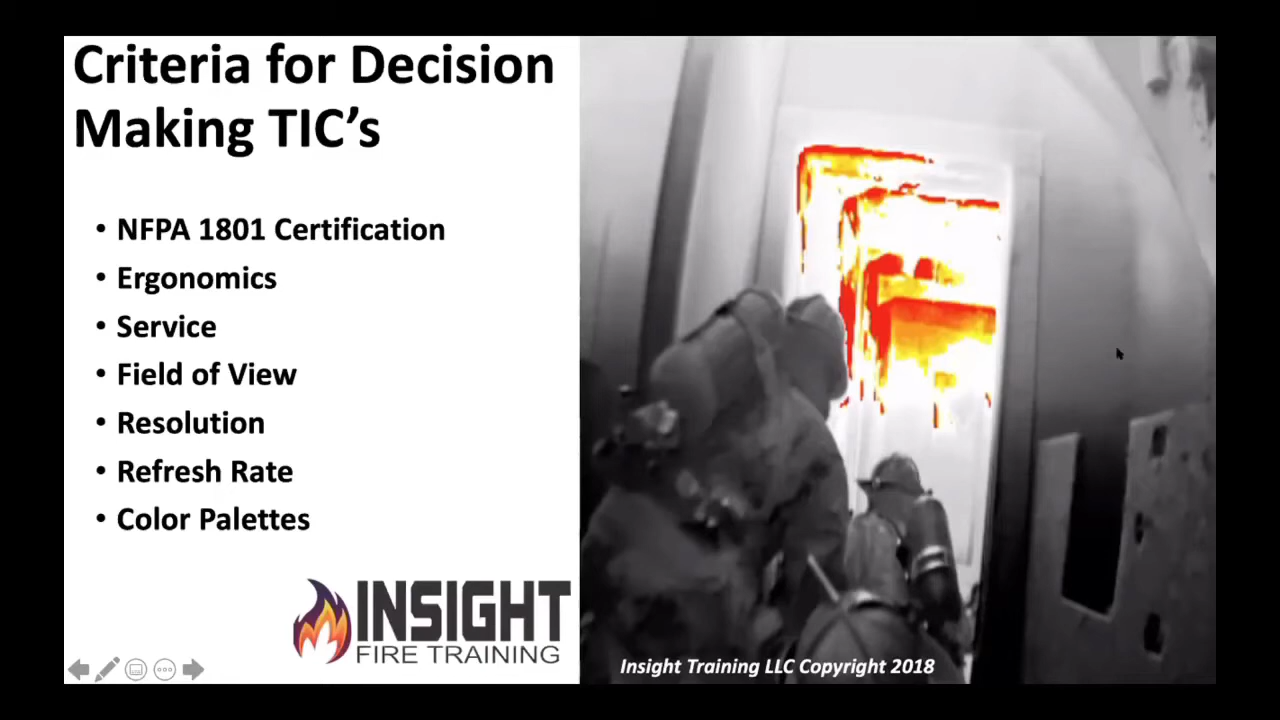 Criteria for Decision
Making TIC’s
• NFPA 1801 Certification
• Ergonomics
• Service
• Field of View
• Resolution
• Refresh Rate
• Color Palettes
INSIGHT
FIRE TRAINING
Insight Training LLC Copyright 2018